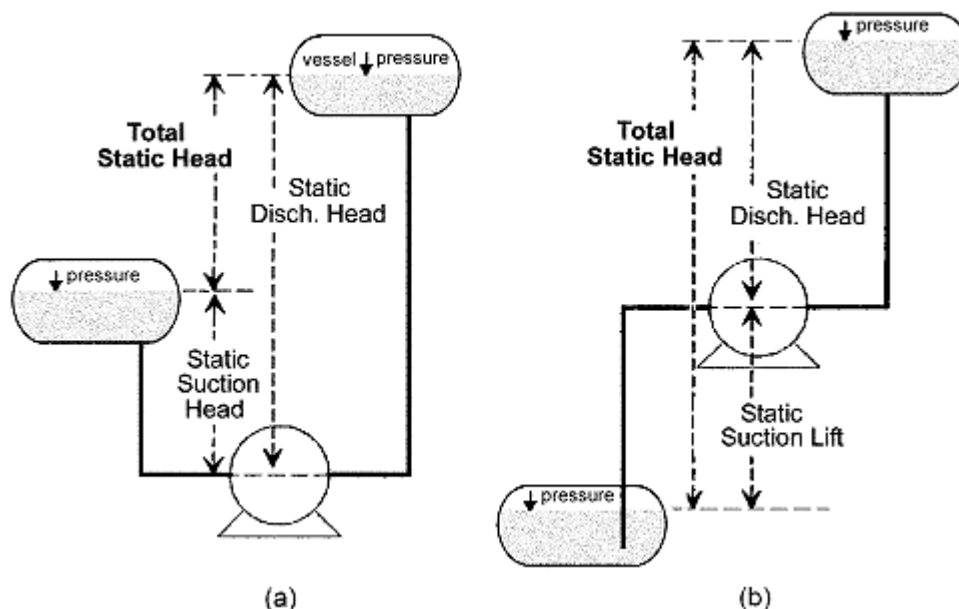 vessel pressure
Total
Static Head
Static
Disch. Head
pressure
Static
Suction
Head
(a)
pressure
Total
Static Head
Static
Disch. Head
Static
Suction Lift
pressure
(b)